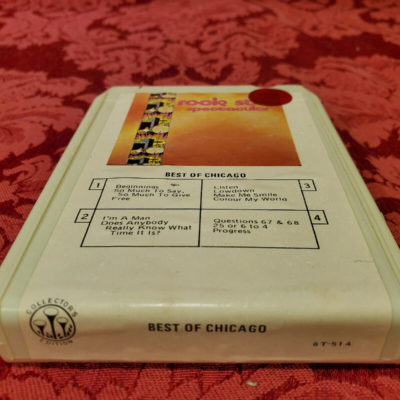 rock
spectacular
BEST OF CHICAGO
1
Beginnings
So Much To Say,
So Much To Give
Free
Listen
Lowdown
Make Me Smile
Colour My World
3
2
I'm A Man
Does Anybody
Really Know What
Time It Is?
Questions 67 & 68
25 or 6 to 4
Progress
4
COLLECTORS
EDITION
BEST OF CHICAGO
6T-514